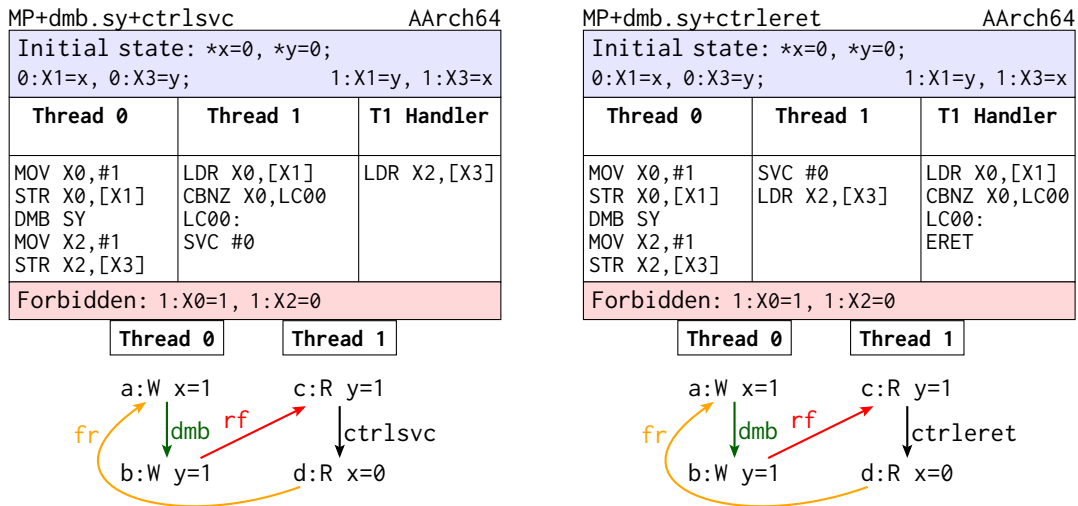 MP+dmb.sy+ctrlsvc AArch64
Initial state: *x=0, *y=0;
0:X1=x, 0:X3=y; 1:X1=y, 1:X3=x
Thread 0 Thread 1 T1 Handler
MOV X0,#1 LDR X0,[X1] LDR X2,[X3]
STR X0,[X1] CBNZ X0,LC00
DMB SY LC00:
MOV X2,#1 SVC #0
STR X2,[X3]
Forbidden: 1:X0=1, 1:X2=0
Thread 0 Thread 1
a:W x=1 c:R y=1
fr dmb rf ctrlsvc
b:W y=1 d:R x=0
MP+dmb.sy+ctrleret AArch64
Initial state: *x=0, *y=0;
0:X1=x, 0:X3=y; 1:X1=y, 1:X3=x
Thread 0 Thread 1 T1 Handler
MOV X0,#1 SVC #0 LDR X0,[X1]
STR X0,[X1] LDR X2,[X3] CBNZ X0,LC00
DMB SY LC00:
MOV X2,#1 ERET
STR X2,[X3]
Forbidden: 1:X0=1, 1:X2=0
Thread 0 Thread 1
a:W x=1 c:R y=1
fr dmb rf ctrleret
b:W y=1 d:R x=0